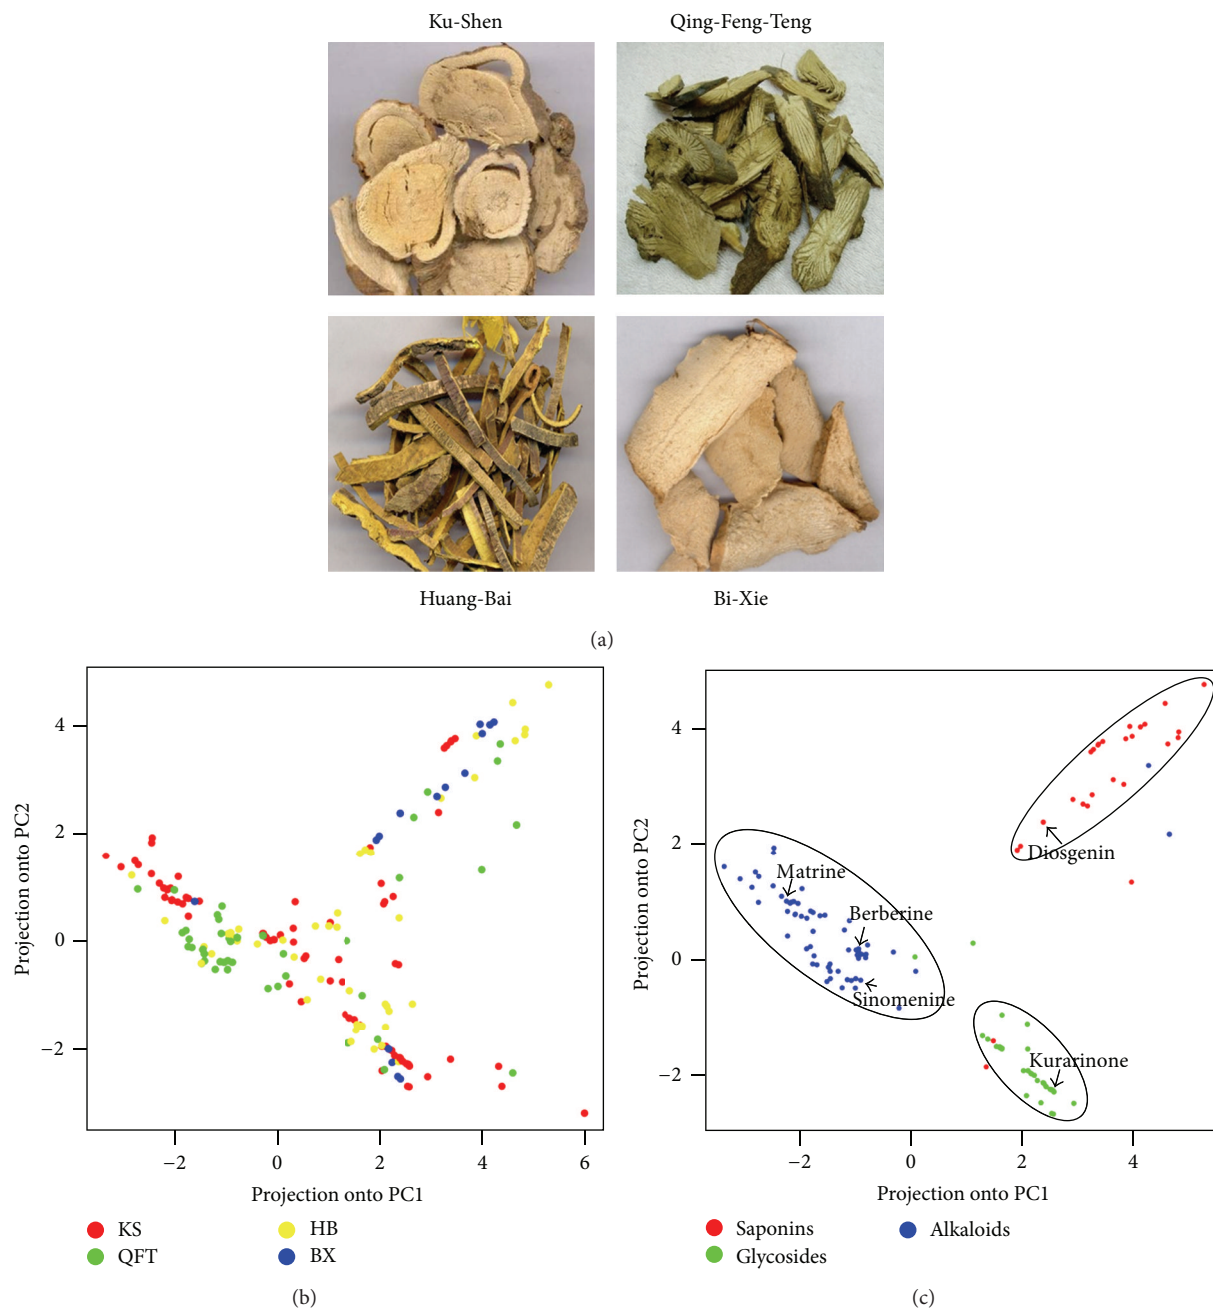 Ku-Shen
Qing-Feng-Teng
Huang-Bai
Bi-Xie
(a)
Projection onto PC2
4
2
0
−2
−2
0
2
4
6
Projection onto PC1
KS
HB
QFT
BX
(b)
Projection onto PC2
4
2
0
−2
Diosgenin
Matrine
Berberine
Sinomenine
Kurarinone
−2
0
2
4
Projection onto PC1
Saponins
Alkaloids
Glycosides
(c)